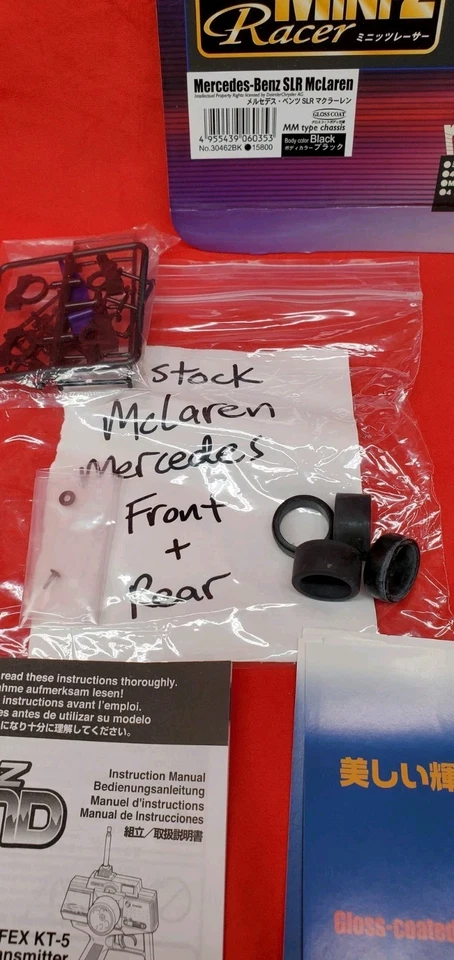 Racer ミニッツレーサー
Mercedes-Benz SLR McLaren
Intellectual Property Rights licensed by DaimlerChrysler AG
メルセデス・ベンツ SLR マクラーレン
GLOSS COAT
MM type chassis
4 955439 060353
Body color Black
No.30462BK ●15800
ボディカラー ブラック
stock
McLaren
Mercedes
Front
+
Rear
read these instructions thoroughly.
hme aufmerksam lesen!
instructions avant l'emploi.
es antes de utilizar su modelo
になり十分に理解してください。
Instruction Manual
Bedienungsanleitung
Manuel d'instructions
Manual de Instrucciones
組立／取扱説明書
FEX KT-5
ansmitter
美しい輝
Gloss-coated